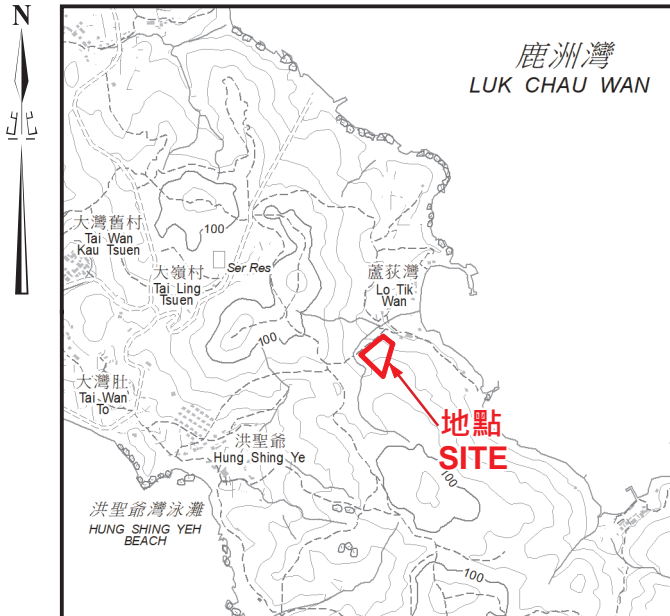 N
北
鹿洲灣
LUK CHAU WAN
100
大灣舊村
Tai Wan
Kau Tsuen
大嶺村
Tai Ling
Tsuen
Ser Res
蘆荻灣
Lo Tik
Wan
100
大灣肚
Tai Wan
To
地點
SITE
洪聖爺
Hung Shing Ye
100
洪聖爺灣泳灘
HUNG SHING YEH
BEACH
100